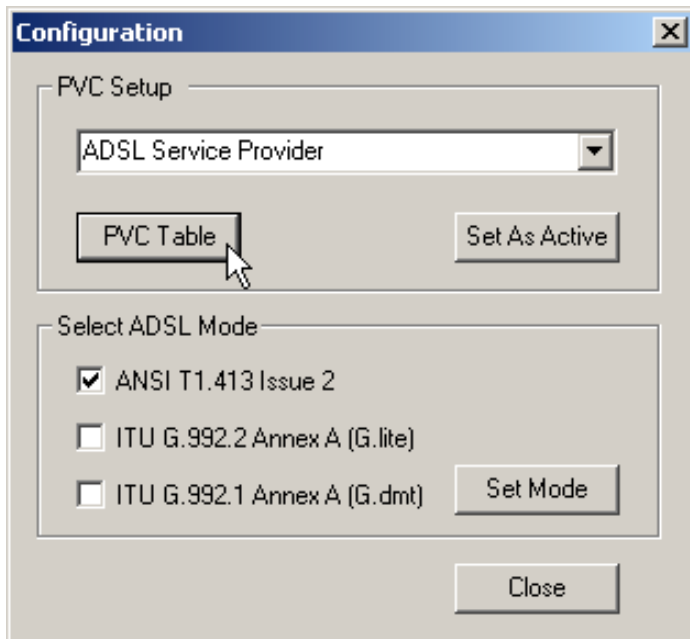 Configuration
PVC Setup
ADSL Service Provider
PVC Table
Set As Active
Select ADSL Mode
ANSI T1.413 Issue 2
ITU G.992.2 Annex A (G.lite)
ITU G.992.1 Annex A (G.dmt)
Set Mode
Close